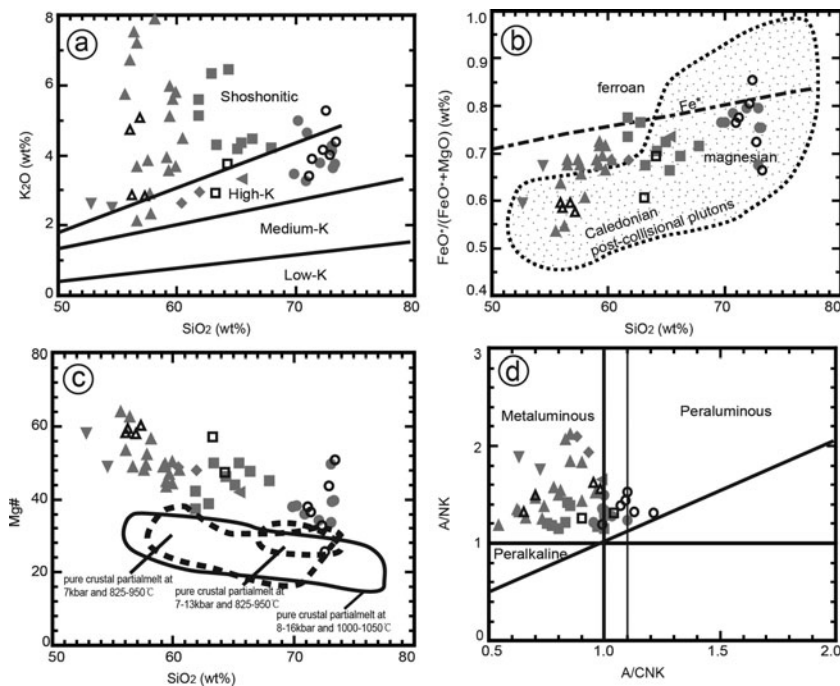 a
8
6
4
2
0
K2O (wt%)
Shoshonitic
High-K
Medium-K
Low-K
50
60
70
80
SiO2 (wt%)
b
1.0
0.9
0.8
0.7
0.6
0.5
0.4
FeO*/(FeO*+MgO) (wt%)
ferroan
Fe*
magnesian
Caledonian
post-collsional plutons
50
60
70
80
SiO2 (wt%)
c
80
60
40
20
0
Mg#
pure crustal partialmelt at
7kbar and 825-950℃
pure crustal partialmelt at
7-13kbar and 825-950℃
pure crustal partialmelt at
8-16kbar and 1000-1050℃
50
60
70
80
SiO2 (wt%)
d
3
2
1
0
A/NK
Metaluminous
Peraluminous
Peralkaline
0.5
1.0
1.5
2.0
A/CNK